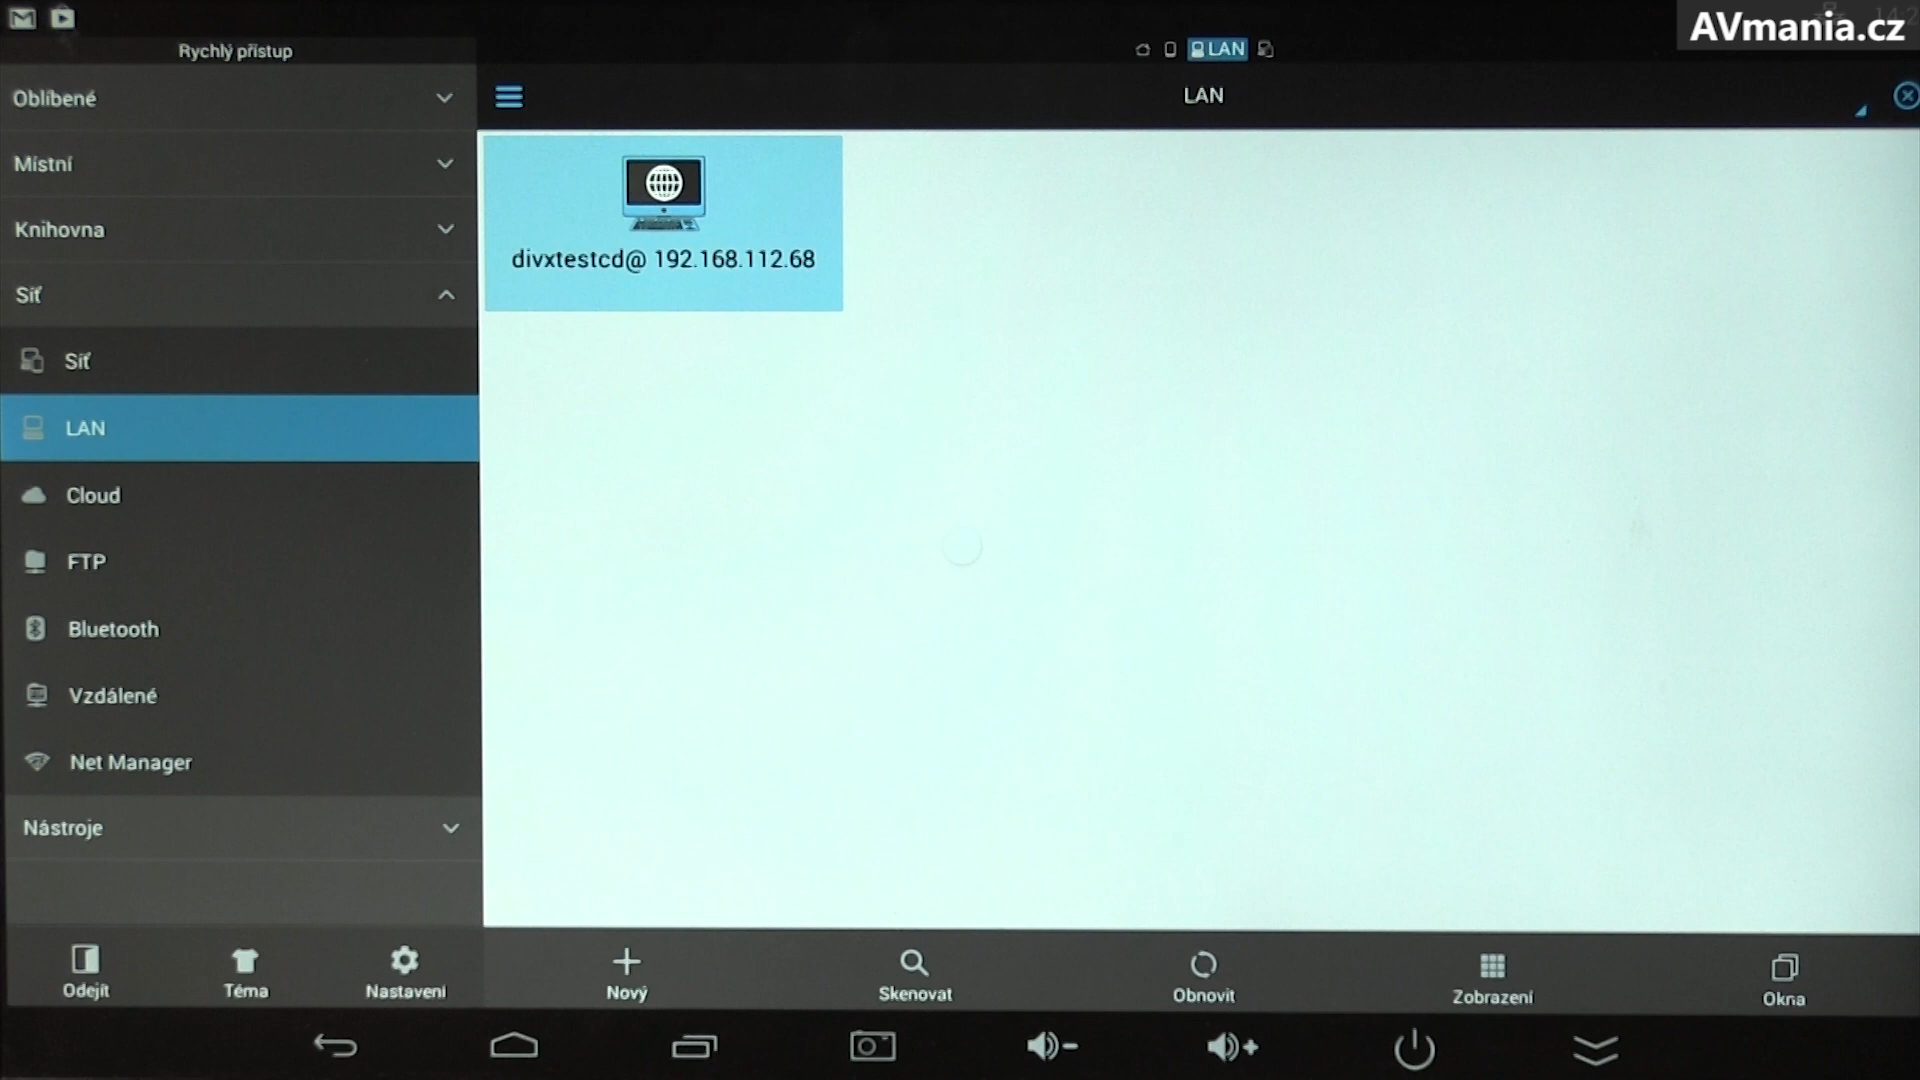 AVmania.cz
Rychlý přístup
LAN
Oblíbené
LAN
Místní
Knihovna
Síť
divxtestcd@ 192.168.112.68
Síť
LAN
Cloud
FTP
Bluetooth
Vzdálené
Net Manager
Nástroje
Odejít
Téma
Nastavení
Nový
Skenovat
Obnovit
Zobrazení
Okna